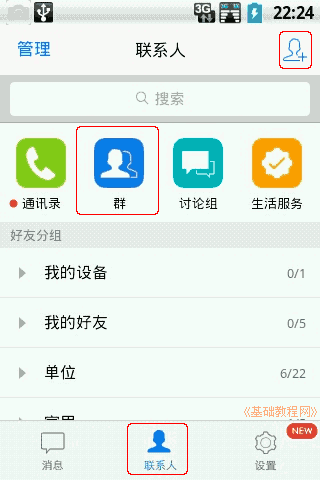 3G
22:24
管理
联系人
搜索
通讯录
群
讨论组
生活服务
好友分组
我的设备
0/1
我的好友
0/5
单位
6/22
《基础教程网》
NEW
消息
联系人
设置